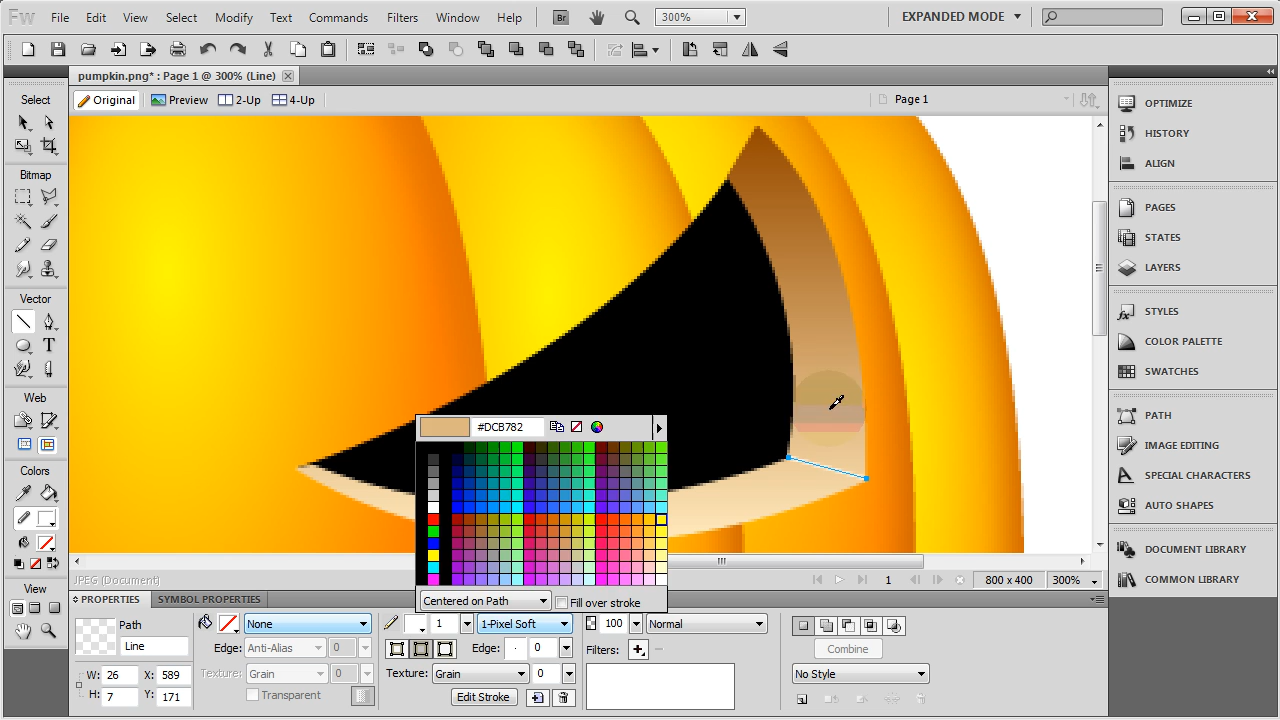 Fw File Edit View Select Modify Text Commands Filters Window Help Br 300% EXPANDED MODE
pumpkin.png* : Page 1 @ 300% (Line)
Original Preview 2-Up 4-Up Page 1
Select
Bitmap
Vector
T
Web
Colors
View
OPTIMIZE
HISTORY
ALIGN
PAGES
STATES
LAYERS
STYLES
COLOR PALETTE
SWATCHES
PATH
IMAGE EDITING
SPECIAL CHARACTERS
AUTO SHAPES
DOCUMENT LIBRARY
COMMON LIBRARY
#DCB782
Centered on Path Fill over stroke
JPEG (Document) 1 800 x 400 300%
PROPERTIES SYMBOL PROPERTIES
Path None 1 1-Pixel Soft 100 Normal
Line Edge: Anti-Alias 0 Edge: 0 Filters: Combine
W: 26 X: 589 Texture: Grain 0 Texture: Grain 0 No Style
H: 7 Y: 171 Transparent Edit Stroke